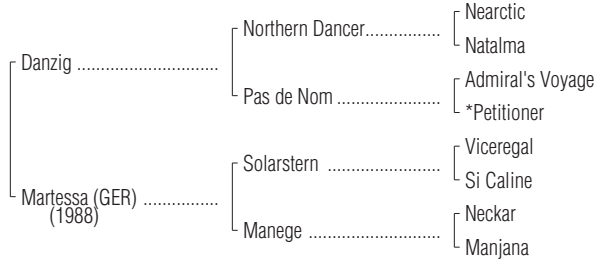 Nearctic
Northern Dancer.................
Natalma
Danzig ................................
Admiral's Voyage
Pas de Nom .......................
*Petitioner
Viceregal
Solarstern .........................
Si Caline
Martessa (GER) .................
(1988)
Neckar
Manege .............................
Manjana